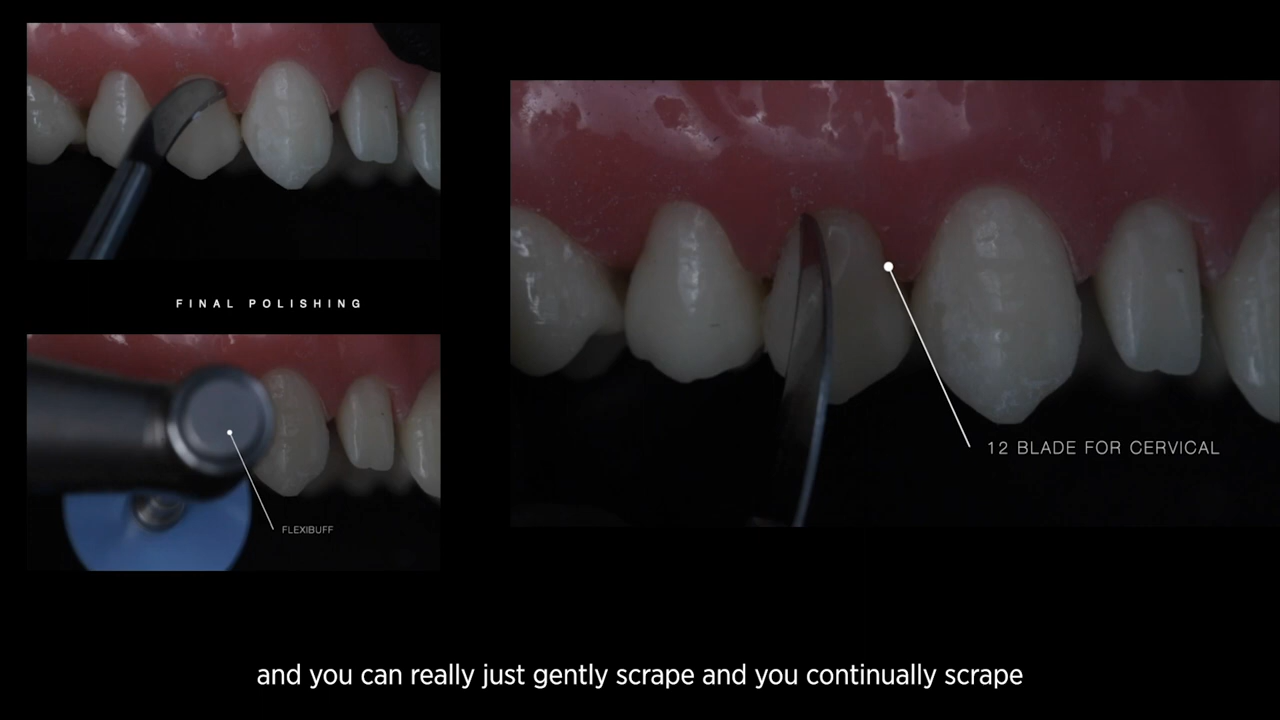 FINAL POLISHING
FLEXIBUFF
12 BLADE FOR CERVICAL
and you can really just gently scrape and you continually scrape